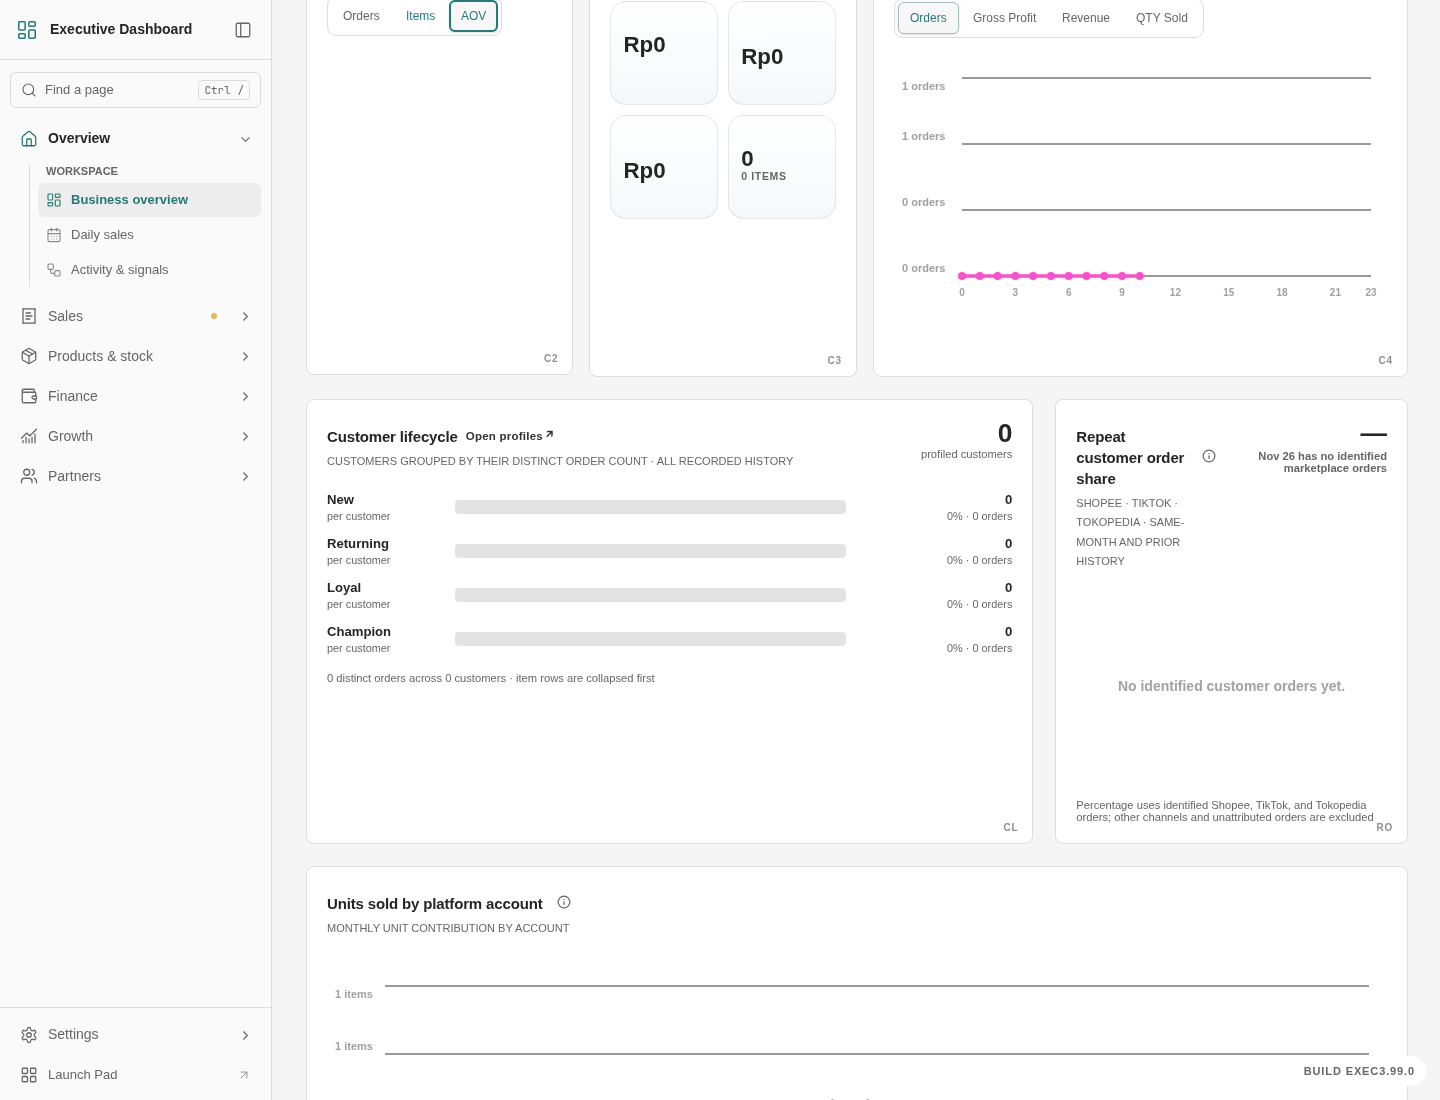 Executive Dashboard
Find a page
Ctrl /
Overview
WORKSPACE
Business overview
Daily sales
Activity & signals
Sales
Products & stock
Finance
Growth
Partners
Settings
Launch Pad
Orders Items AOV
C2
Rp0
Rp0
Rp0
0
0 ITEMS
C3
Orders Gross Profit Revenue QTY Sold
1 orders
1 orders
0 orders
0 orders
0 3 6 9 12 15 18 21 23
C4
Customer lifecycle Open profiles
CUSTOMERS GROUPED BY THEIR DISTINCT ORDER COUNT · ALL RECORDED HISTORY
0
profiled customers
New
per customer
0
0% · 0 orders
Returning
per customer
0
0% · 0 orders
Loyal
per customer
0
0% · 0 orders
Champion
per customer
0
0% · 0 orders
0 distinct orders across 0 customers · item rows are collapsed first
CL
Repeat
customer order
share
SHOPEE · TIKTOK ·
TOKOPEDIA · SAME-
MONTH AND PRIOR
HISTORY
—
Nov 26 has no identified
marketplace orders
No identified customer orders yet.
Percentage uses identified Shopee, TikTok, and Tokopedia
orders; other channels and unattributed orders are excluded
RO
Units sold by platform account
MONTHLY UNIT CONTRIBUTION BY ACCOUNT
1 items
1 items
BUILD EXEC3.99.0